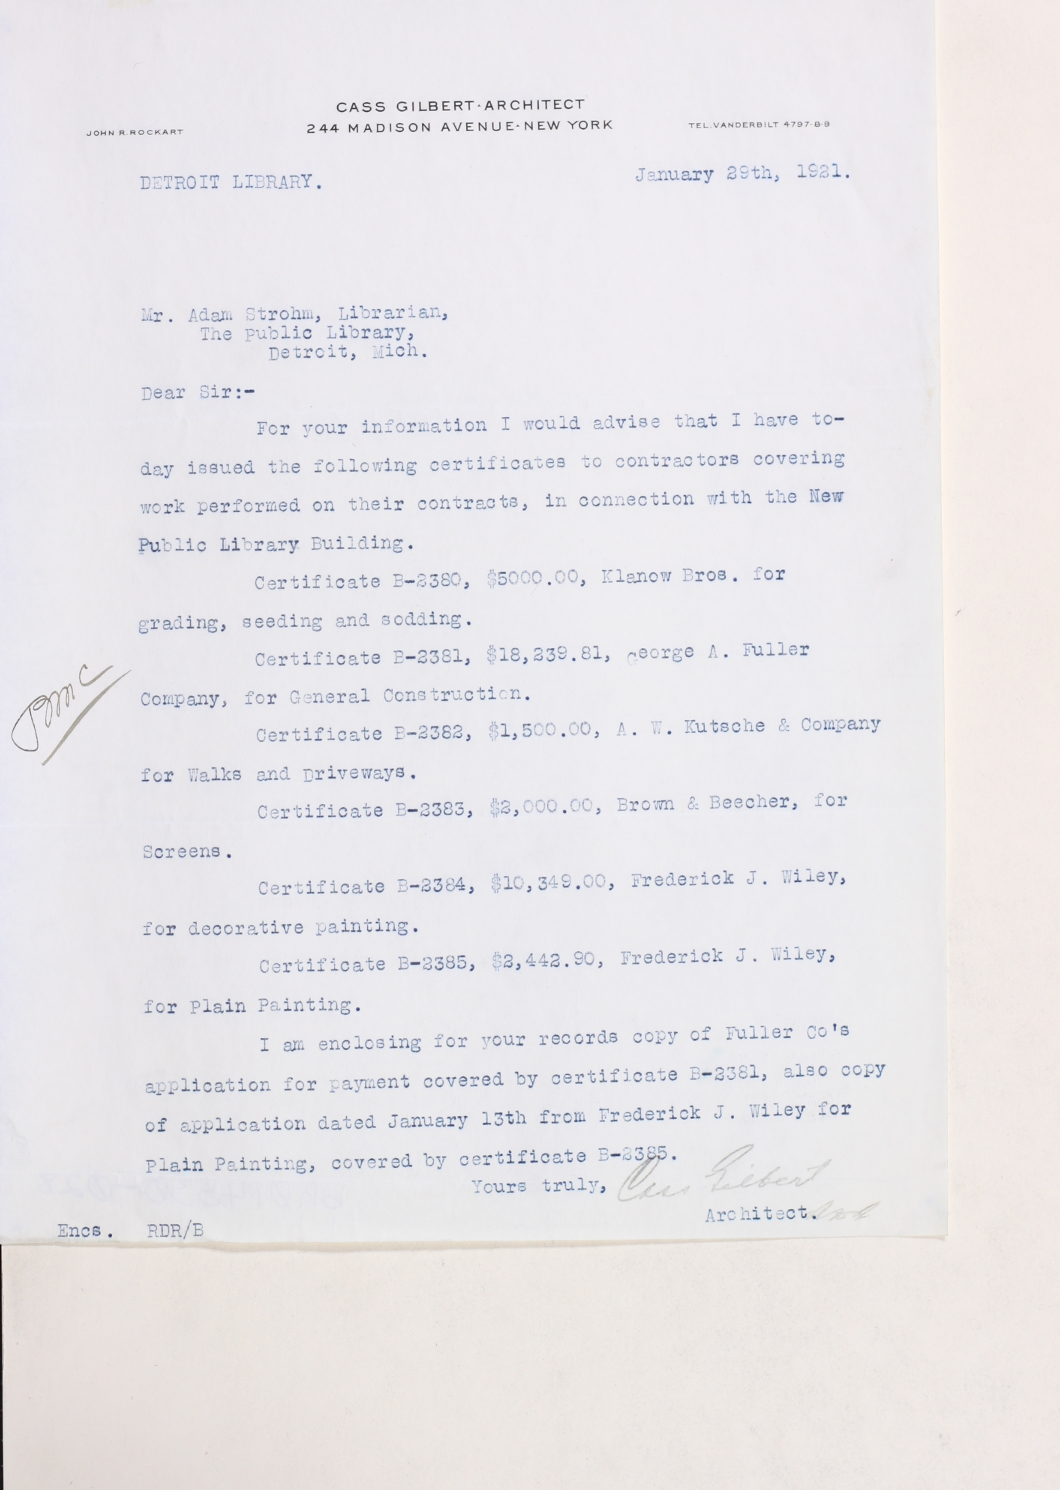 CASS GILBERT·ARCHITECT
244 MADISON AVENUE·NEW YORK
JOHN R. ROCKART
TEL. VANDERBILT 4797-8-9
DETROIT LIBRARY.
January 29th, 1921.
Mr. Adam Strohm, Librarian,
The Public Library,
Detroit, Mich.
Dear Sir:-
For your information I would advise that I have to-
day issued the following certificates to contractors covering
work performed on their contracts, in connection with the New
Public Library Building.
Certificate B-2380, $5000.00, Klanow Bros. for
grading, seeding and sodding.
Certificate B-2381, $18,239.81, George A. Fuller
Company, for General Construction.
Certificate B-2382, $1,500.00, A. W. Kutsche & Company
for Walks and Driveways.
Certificate B-2383, $2,000.00, Brown & Beecher, for
Screens.
Certificate B-2384, $10,349.00, Frederick J. Wiley,
for decorative painting.
Certificate B-2385, $2,442.90, Frederick J. Wiley,
for Plain Painting.
I am enclosing for your records copy of Fuller Co's
application for payment covered by certificate B-2381, also copy
of application dated January 13th from Frederick J. Wiley for
Plain Painting, covered by certificate B-2385.
Yours truly, Cass Gilbert
Architect.
Encs. RDR/B